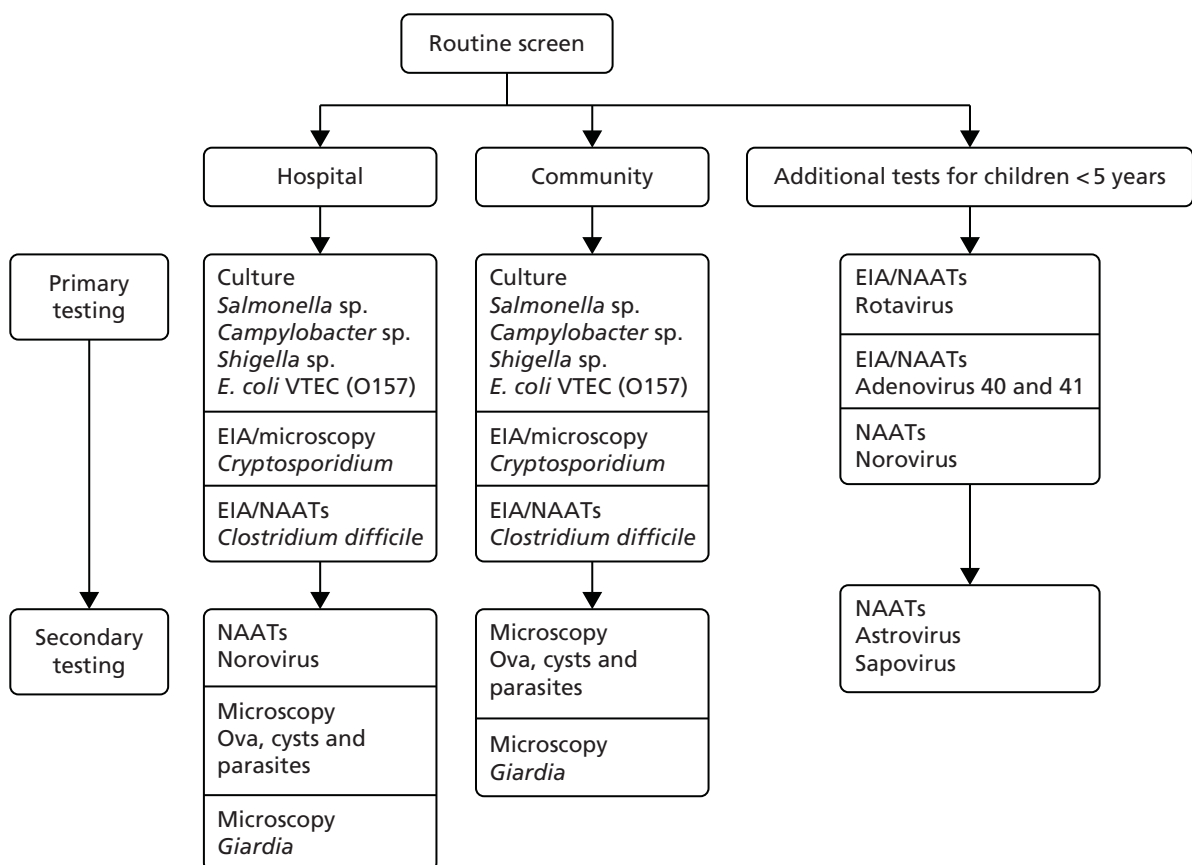 Routine screen
Hospital
Community
Additional tests for children <5 years
Primary
testing
Culture
Salmonella sp.
Campylobacter sp.
Shigella sp.
E. coli VTEC (O157)
EIA/microscopy
Cryptosporidium
EIA/NAATs
Clostridium difficile
Culture
Salmonella sp.
Campylobacter sp.
Shigella sp.
E. coli VTEC (O157)
EIA/microscopy
Cryptosporidium
EIA/NAATs
Clostridium difficile
EIA/NAATs
Rotavirus
EIA/NAATs
Adenovirus 40 and 41
NAATs
Norovirus
Secondary
testing
NAATs
Norovirus
Microscopy
Ova, cysts and
parasites
Microscopy
Giardia
Microscopy
Ova, cysts and
parasites
Microscopy
Giardia
NAATs
Astrovirus
Sapovirus